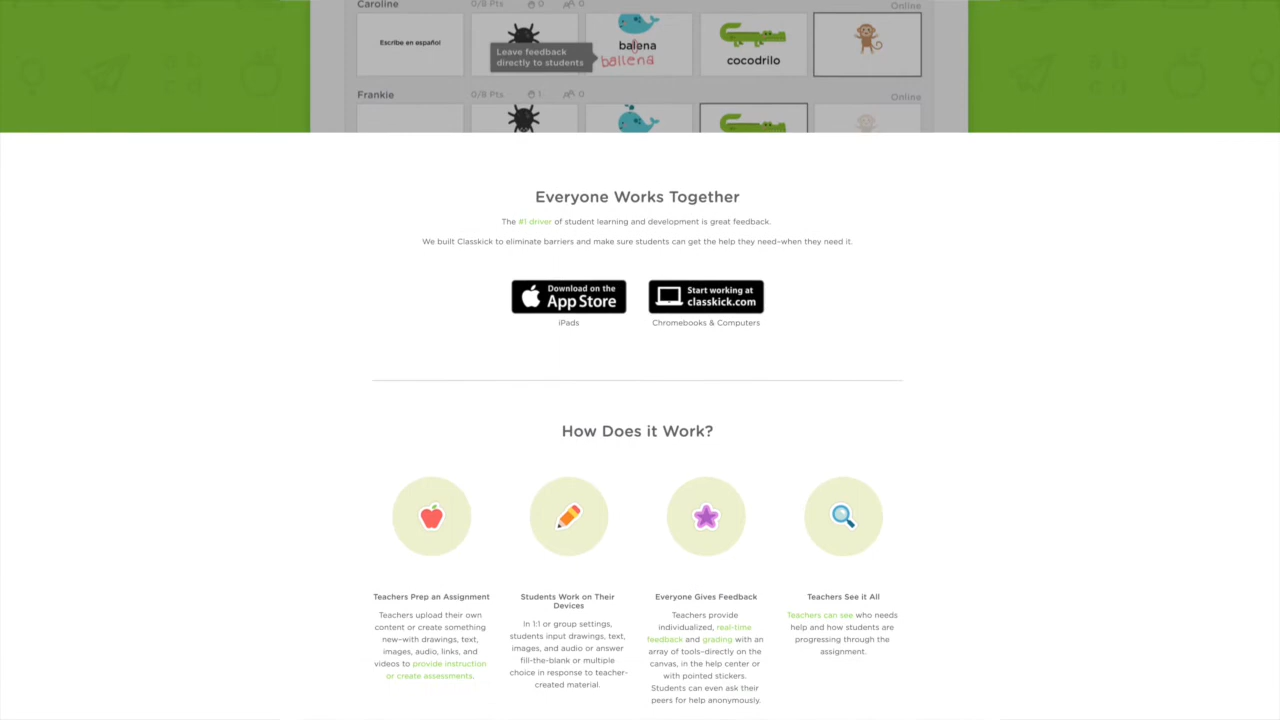 Caroline
0/8 Pts
0
0
Online
Escribe en español
Leave feedback
directly to students
balena
ballena
cocodrilo
Frankie
0/8 Pts
1
0
Online
Everyone Works Together
The #1 driver of student learning and development is great feedback.
We built Classkick to eliminate barriers and make sure students can get the help they need–when they need it.
Download on the
App Store
Start working at
classkick.com
iPads
Chromebooks & Computers
How Does it Work?
Teachers Prep an Assignment
Teachers upload their own
content or create something
new–with drawings, text,
images, audio, links, and
videos to provide instruction
or create assessments.
Students Work on Their
Devices
In 1:1 or group settings,
students input drawings, text,
images, and audio or answer
fill-the-blank or multiple
choice in response to teacher-
created material.
Everyone Gives Feedback
Teachers provide
individualized, real-time
feedback and grading with an
array of tools–directly on the
canvas, in the help center or
with pointed stickers.
Students can even ask their
peers for help anonymously.
Teachers See it All
Teachers can see who needs
help and how students are
progressing through the
assignment.